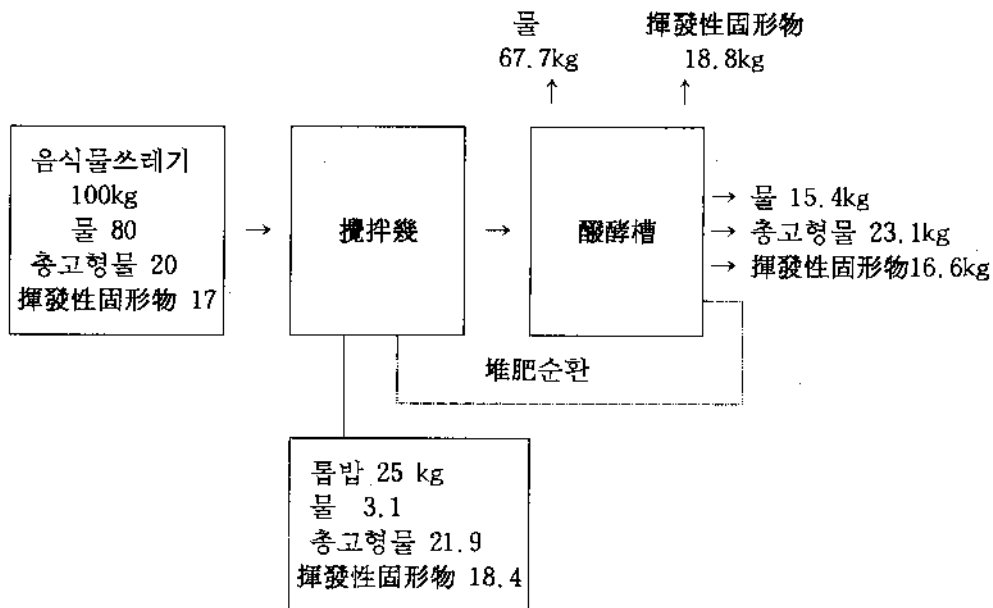 물 揮發性固形物
67.7kg 18.8kg
↑ ↑
음식물쓰레기
100kg
물 80
총고형물 20
揮發性固形物 17
→
攪拌幾
→
醱酵槽
→ 물 15.4kg
→ 총고형물 23.1kg
→ 揮發性固形物16.6kg
堆肥순환
톱밥 25 kg
물 3.1
총고형물 21.9
揮發性固形物 18.4